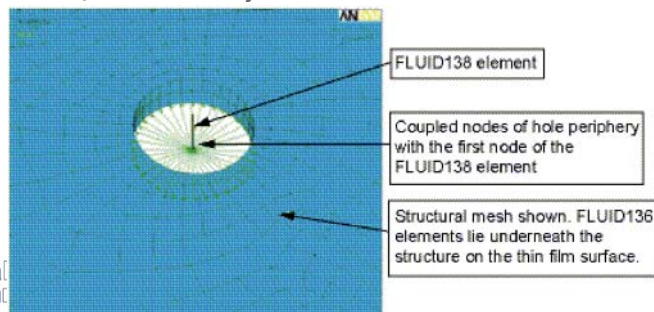 AN
FLUID138 element
Coupled nodes of hole periphery
with the first node of the
FLUID138 element
Structural mesh shown. FLUID136
elements lie underneath the
structure on the thin film surface.